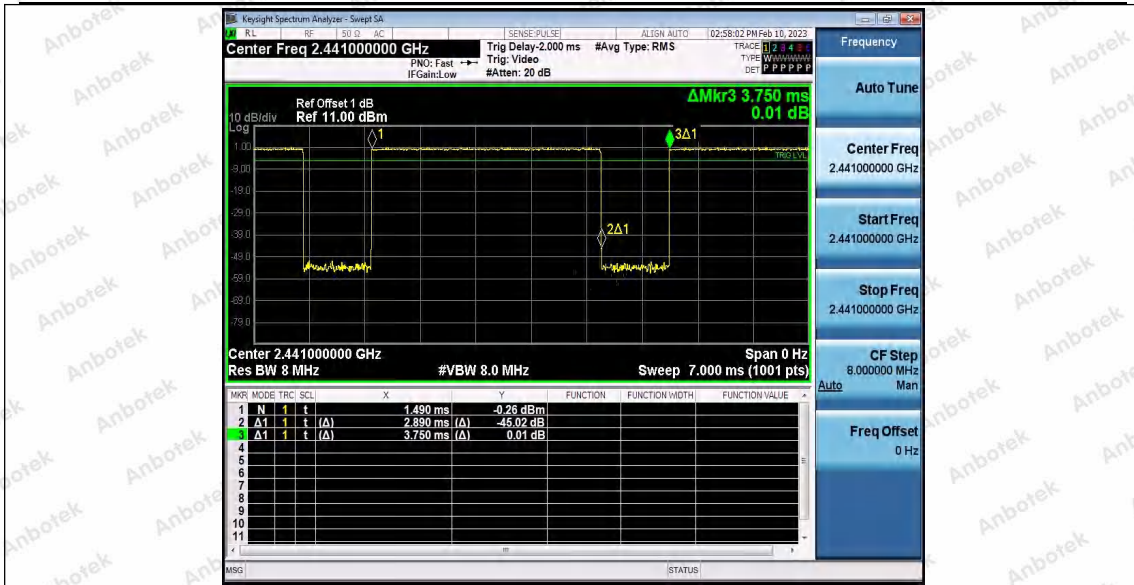 Keysight Spectrum Analyzer - Swept SA
RL RF 50 Ω AC SENSE:PULSE ALIGN AUTO 02:58:02 PM Feb 10, 2023
Center Freq 2.441000000 GHz
PNO: Fast
IFGain:Low
Trig Delay-2.000 ms
Trig: Video
#Atten: 20 dB
#Avg Type: RMS
TRACE 1 2 3 4 5 6
TYPE WWWWWW
DET P P P P P P
ΔMkr3 3.750 ms
0.01 dB
Ref Offset 1 dB
10 dB/div Ref 11.00 dBm
Log
1
3Δ1
1.00
TRIG LVL
-9.00
-19.0
-29.0
2Δ1
-39.0
-49.0
-59.0
-69.0
-79.0
Center 2.441000000 GHz Span 0 Hz
Res BW 8 MHz #VBW 8.0 MHz Sweep 7.000 ms (1001 pts)
MKR MODE TRC SCL X Y FUNCTION FUNCTION WIDTH FUNCTION VALUE
1 N 1 t 1.490 ms -0.26 dBm
2 Δ1 1 t (Δ) 2.890 ms (Δ) -45.02 dB
3 Δ1 1 t (Δ) 3.750 ms (Δ) 0.01 dB
4
5
6
7
8
9
10
11
MSG STATUS
Frequency
Auto Tune
Center Freq
2.441000000 GHz
Start Freq
2.441000000 GHz
Stop Freq
2.441000000 GHz
CF Step
8.000000 MHz
Auto Man
Freq Offset
0 Hz
Anbotek